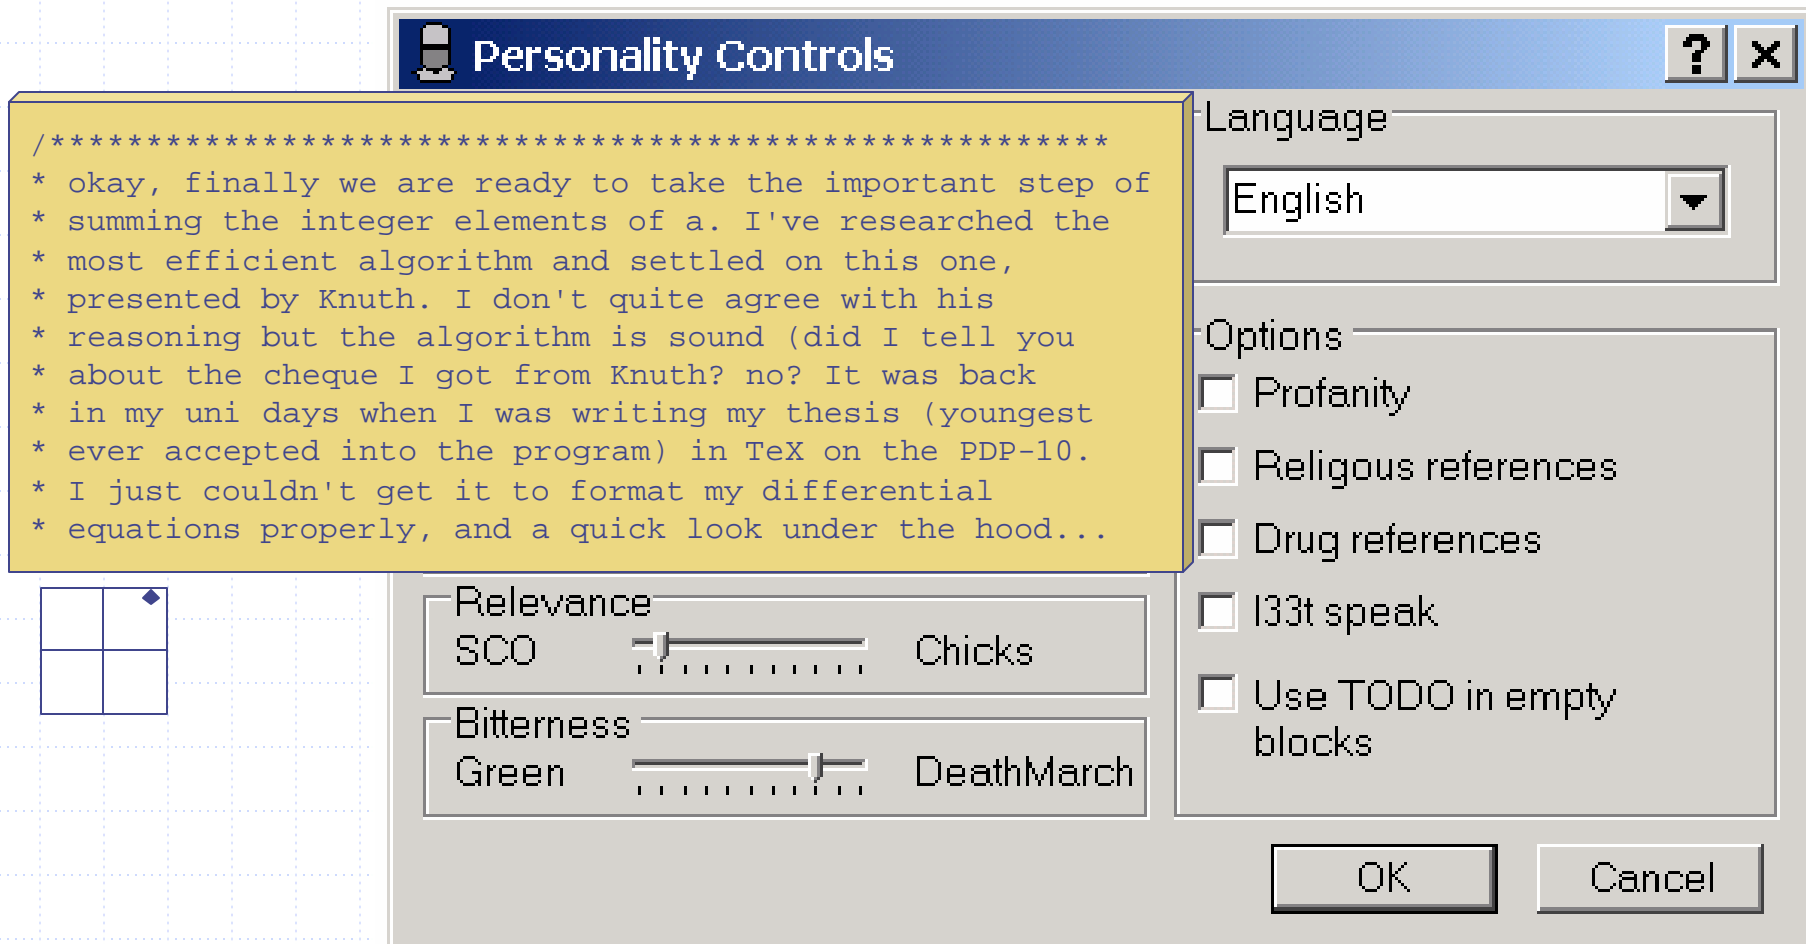 Personality Controls
/*******************************************************
* okay, finally we are ready to take the important step of
* summing the integer elements of a. I've researched the
* most efficient algorithm and settled on this one,
* presented by Knuth. I don't quite agree with his
* reasoning but the algorithm is sound (did I tell you
* about the cheque I got from Knuth? no? It was back
* in my uni days when I was writing my thesis (youngest
* ever accepted into the program) in TeX on the PDP-10.
* I just couldn't get it to format my differential
* equations properly, and a quick look under the hood...
Relevance
SCO Chicks
Bitterness
Green DeathMarch
Language
English
Options
Profanity
Religous references
Drug references
l33t speak
Use TODO in empty
blocks
OK Cancel